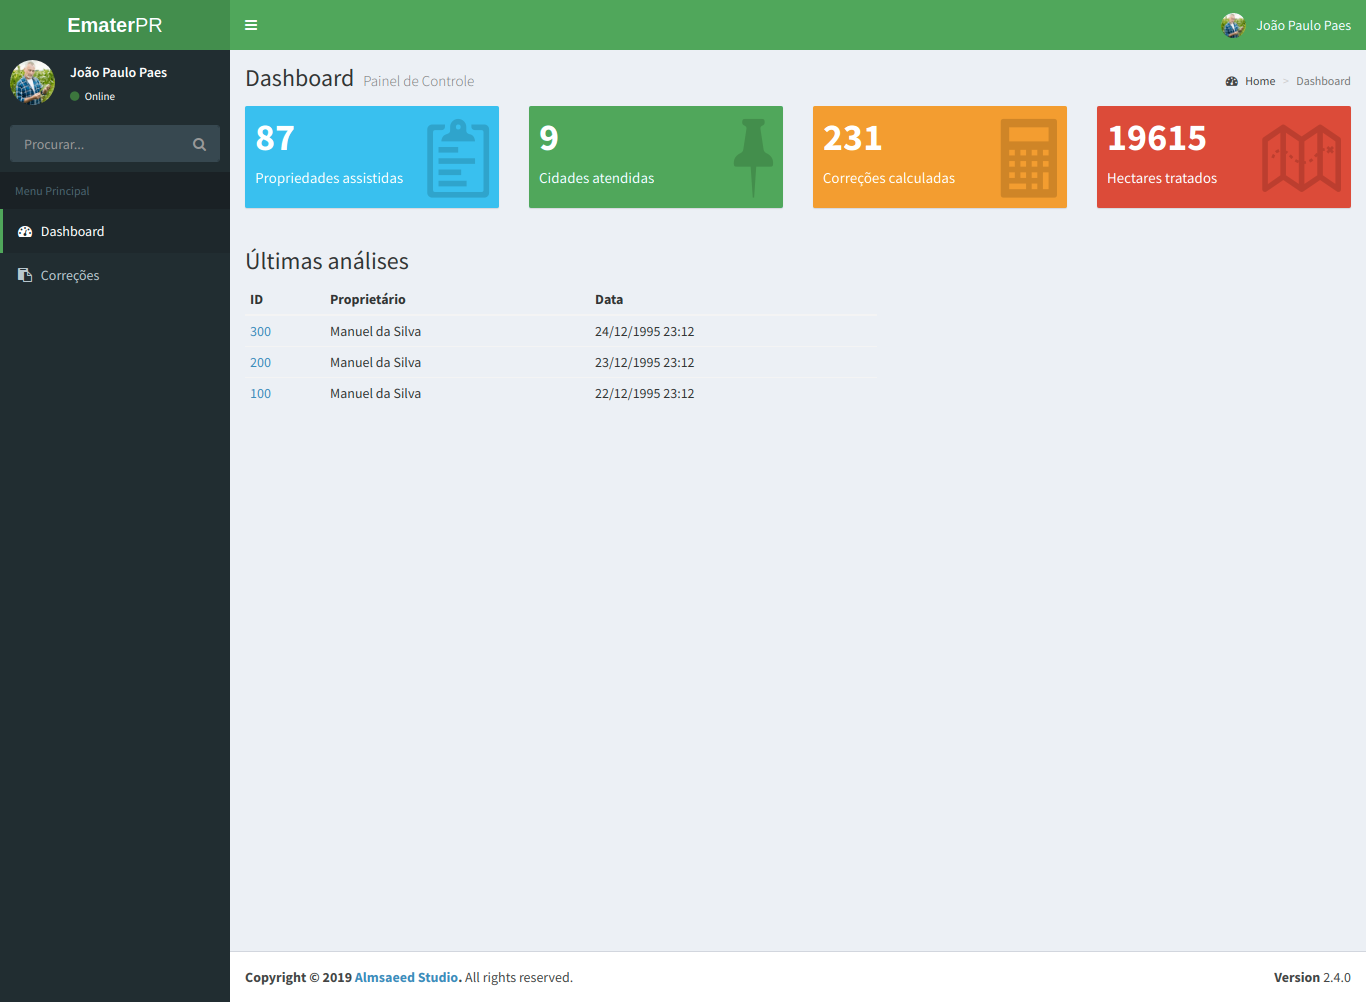 EmaterPR
João Paulo Paes
João Paulo Paes
Online
Procurar...
Menu Principal
Dashboard
Correções
Dashboard Painel de Controle
Home > Dashboard
87
Propriedades assistidas
9
Cidades atendidas
231
Correções calculadas
19615
Hectares tratados
Últimas análises
ID Proprietário Data
300 Manuel da Silva 24/12/1995 23:12
200 Manuel da Silva 23/12/1995 23:12
100 Manuel da Silva 22/12/1995 23:12
Copyright © 2019 Almsaeed Studio. All rights reserved.
Version 2.4.0